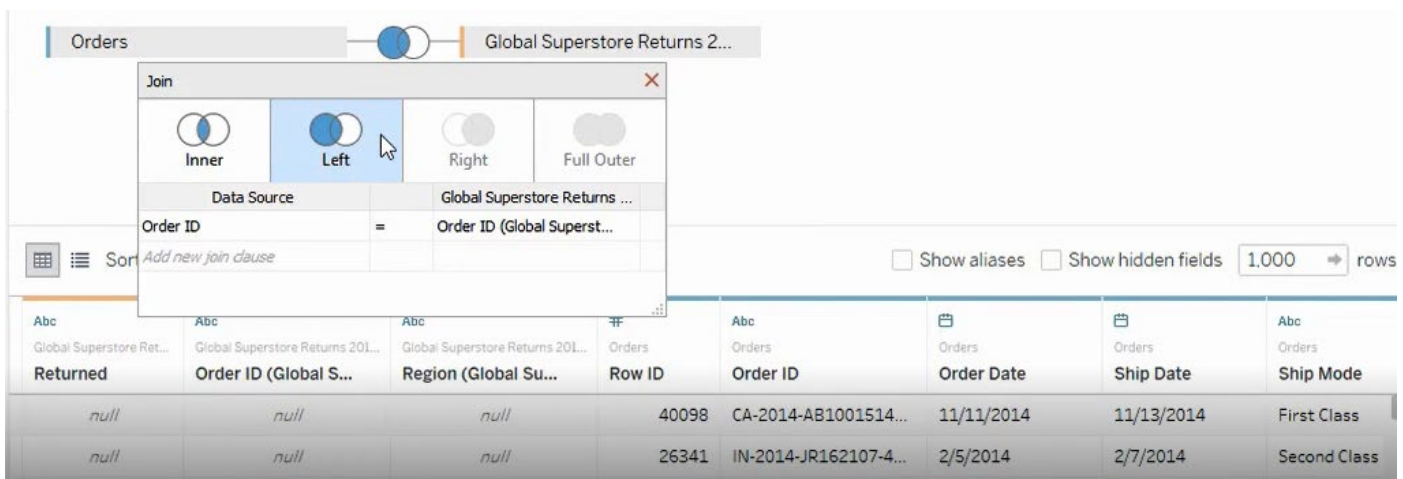 Orders Global Superstore Returns 2...
Join
Inner Left Right Full Outer
Data Source Global Superstore Returns ...
Order ID = Order ID (Global Superst...
Add new join clause
Sort Show aliases Show hidden fields 1,000 rows
Abc Abc Abc # Abc Abc
Global Superstore Ret... Global Superstore Returns 201... Global Superstore Returns 201... Orders Orders Orders Orders Orders
Returned Order ID (Global S... Region (Global Su... Row ID Order ID Order Date Ship Date Ship Mode
null null null 40098 CA-2014-AB1001514... 11/11/2014 11/13/2014 First Class
null null null 26341 IN-2014-JR162107-4... 2/5/2014 2/7/2014 Second Class